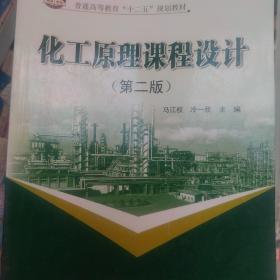 普通高等教育“十二五”规划教材
化工原理课程设计
(第二版)
马江权 冷一欣 主 编